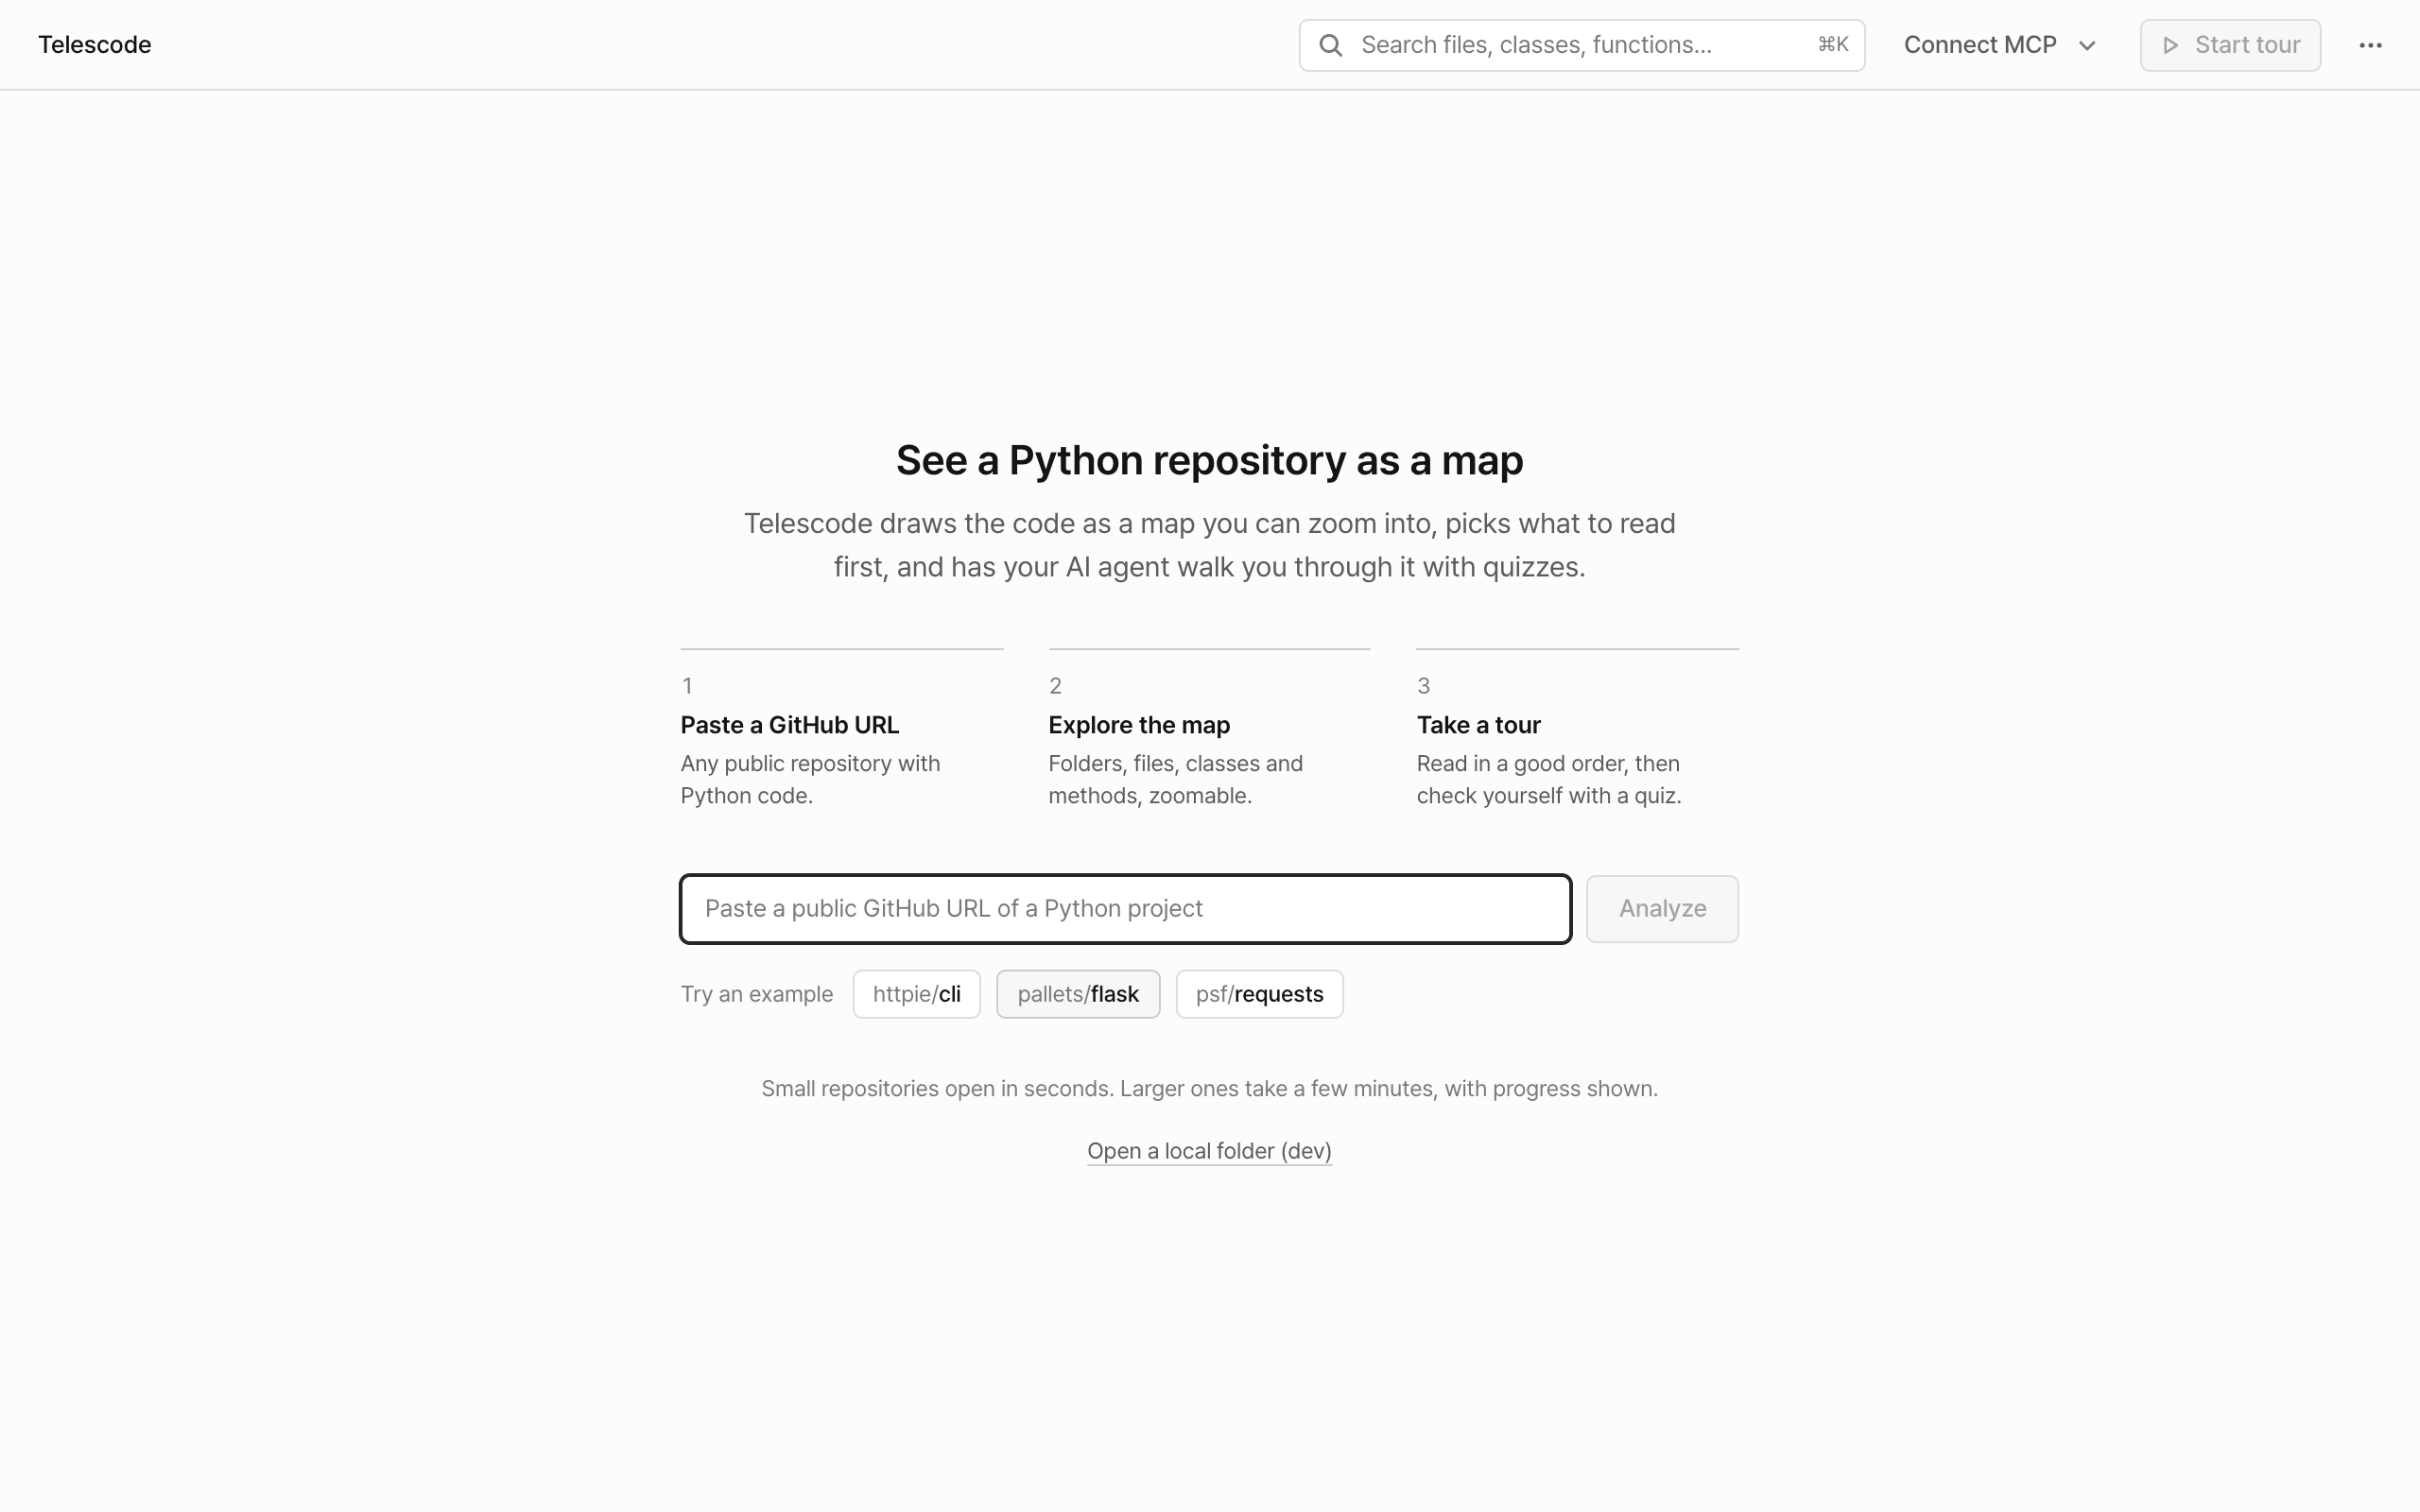 Telescode
Search files, classes, functions...
⌘K
Connect MCP
Start tour
See a Python repository as a map
Telescode draws the code as a map you can zoom into, picks what to read
first, and has your AI agent walk you through it with quizzes.
1
Paste a GitHub URL
Any public repository with
Python code.
2
Explore the map
Folders, files, classes and
methods, zoomable.
3
Take a tour
Read in a good order, then
check yourself with a quiz.
Paste a public GitHub URL of a Python project
Analyze
Try an example
httpie/cli
pallets/flask
psf/requests
Small repositories open in seconds. Larger ones take a few minutes, with progress shown.
Open a local folder (dev)